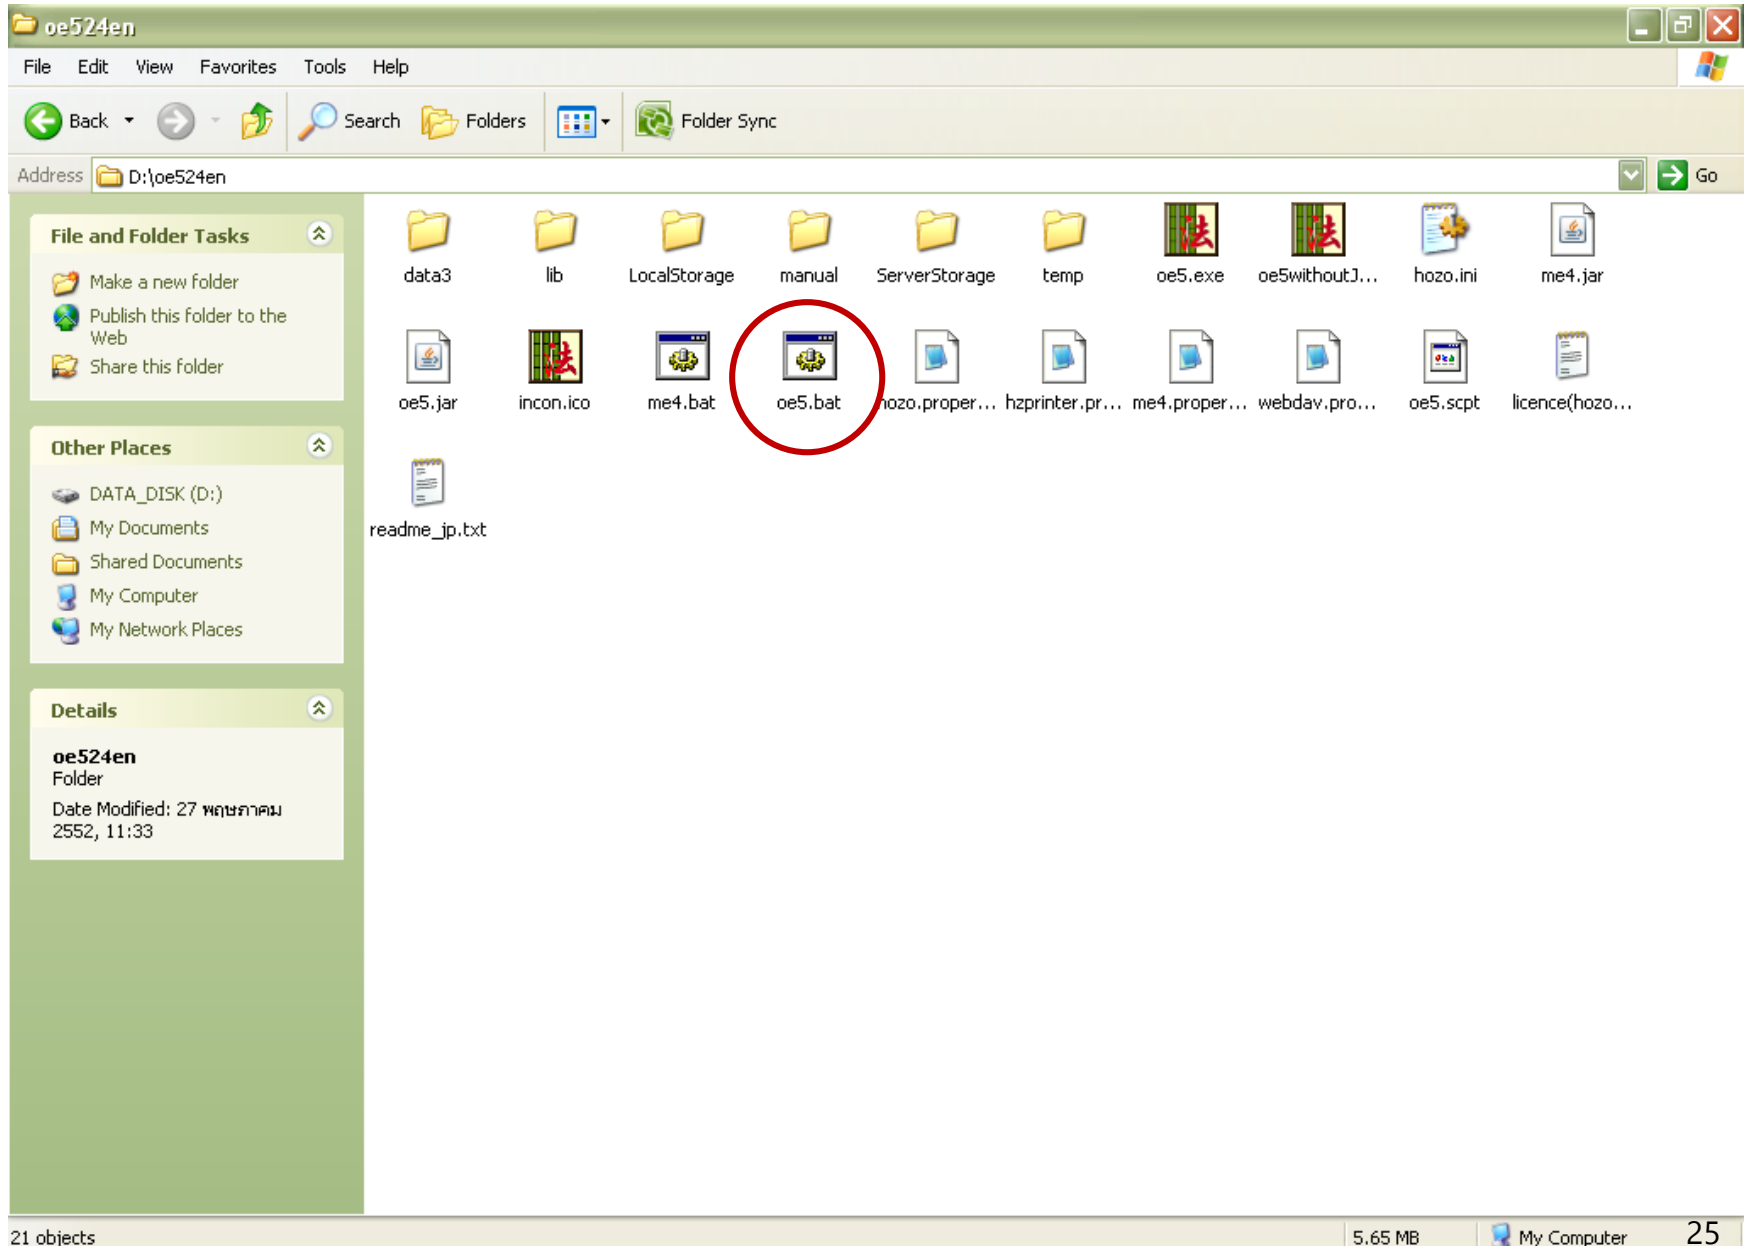 oe524en
File Edit View Favorites Tools Help
Back Search Folders Folder Sync
Address D:\oe524en Go
File and Folder Tasks
Make a new folder
Publish this folder to the
Web
Share this folder
Other Places
DATA_DISK (D:)
My Documents
Shared Documents
My Computer
My Network Places
Details
oe524en
Folder
Date Modified: 27 พฤษภาคม
2552, 11:33
法 法
data3 lib LocalStorage manual ServerStorage temp oe5.exe oe5withoutJ... hozo.ini me4.jar
法
oe5.jar incon.ico me4.bat oe5.bat hozo.proper... hzprinter.pr... me4.proper... webdav.pro... oe5.scpt licence(hozo...
readme_jp.txt
21 objects 5.65 MB My Computer 25